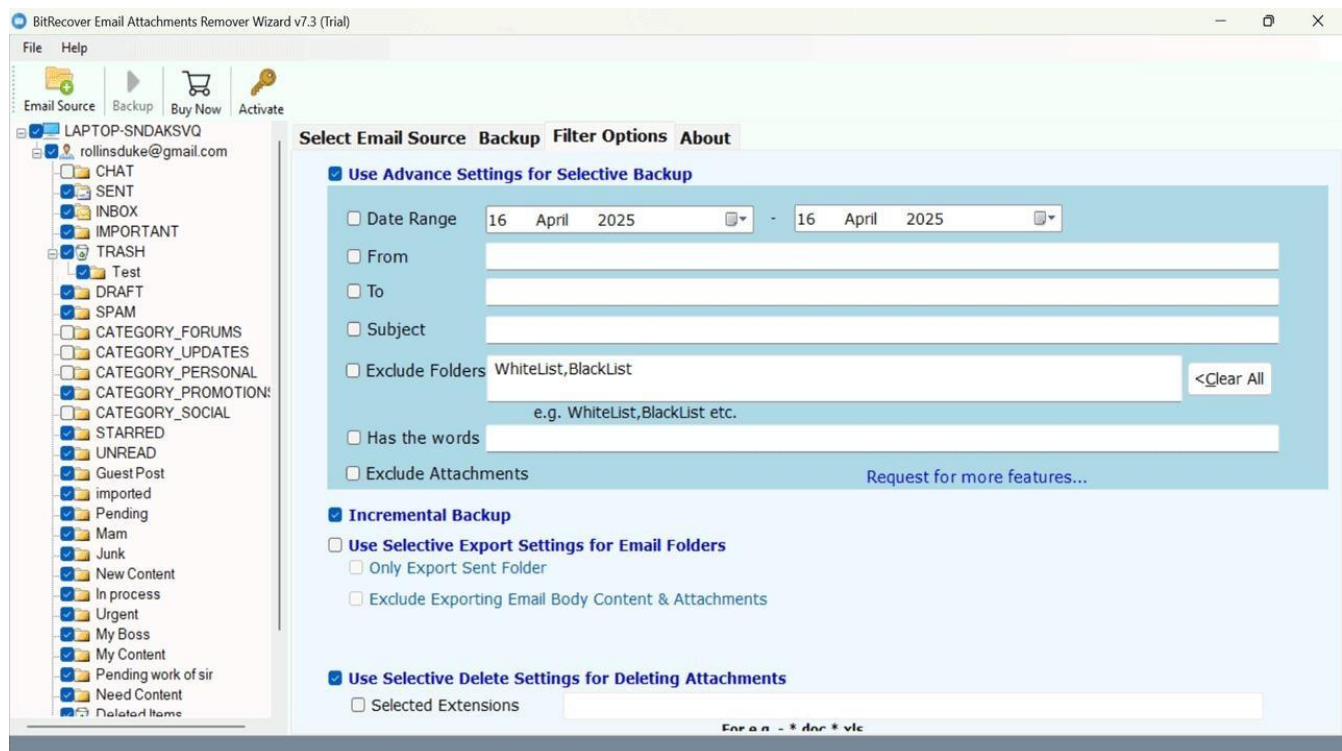 BitRecover Email Attachments Remover Wizard v7.3 (Trial)
File Help
Email Source Backup Buy Now Activate
LAPTOP-SNDAKSVQ
rollinsduke@gmail.com
CHAT
SENT
INBOX
IMPORTANT
TRASH
Test
DRAFT
SPAM
CATEGORY_FORUMS
CATEGORY_UPDATES
CATEGORY_PERSONAL
CATEGORY_PROMOTIONS
CATEGORY_SOCIAL
STARRED
UNREAD
Guest Post
imported
Pending
Mam
Junk
New Content
In process
Urgent
My Boss
My Content
Pending work of sir
Need Content
Deleted Items
Select Email Source Backup Filter Options About
Use Advance Settings for Selective Backup
Date Range 16 April 2025 - 16 April 2025
From
To
Subject
Exclude Folders WhiteList,BlackList
<Clear All
e.g. WhiteList,BlackList etc.
Has the words
Exclude Attachments
Request for more features...
Incremental Backup
Use Selective Export Settings for Email Folders
Only Export Sent Folder
Exclude Exporting Email Body Content & Attachments
Use Selective Delete Settings for Deleting Attachments
Selected Extensions
For e.g. - *.doc *.xls